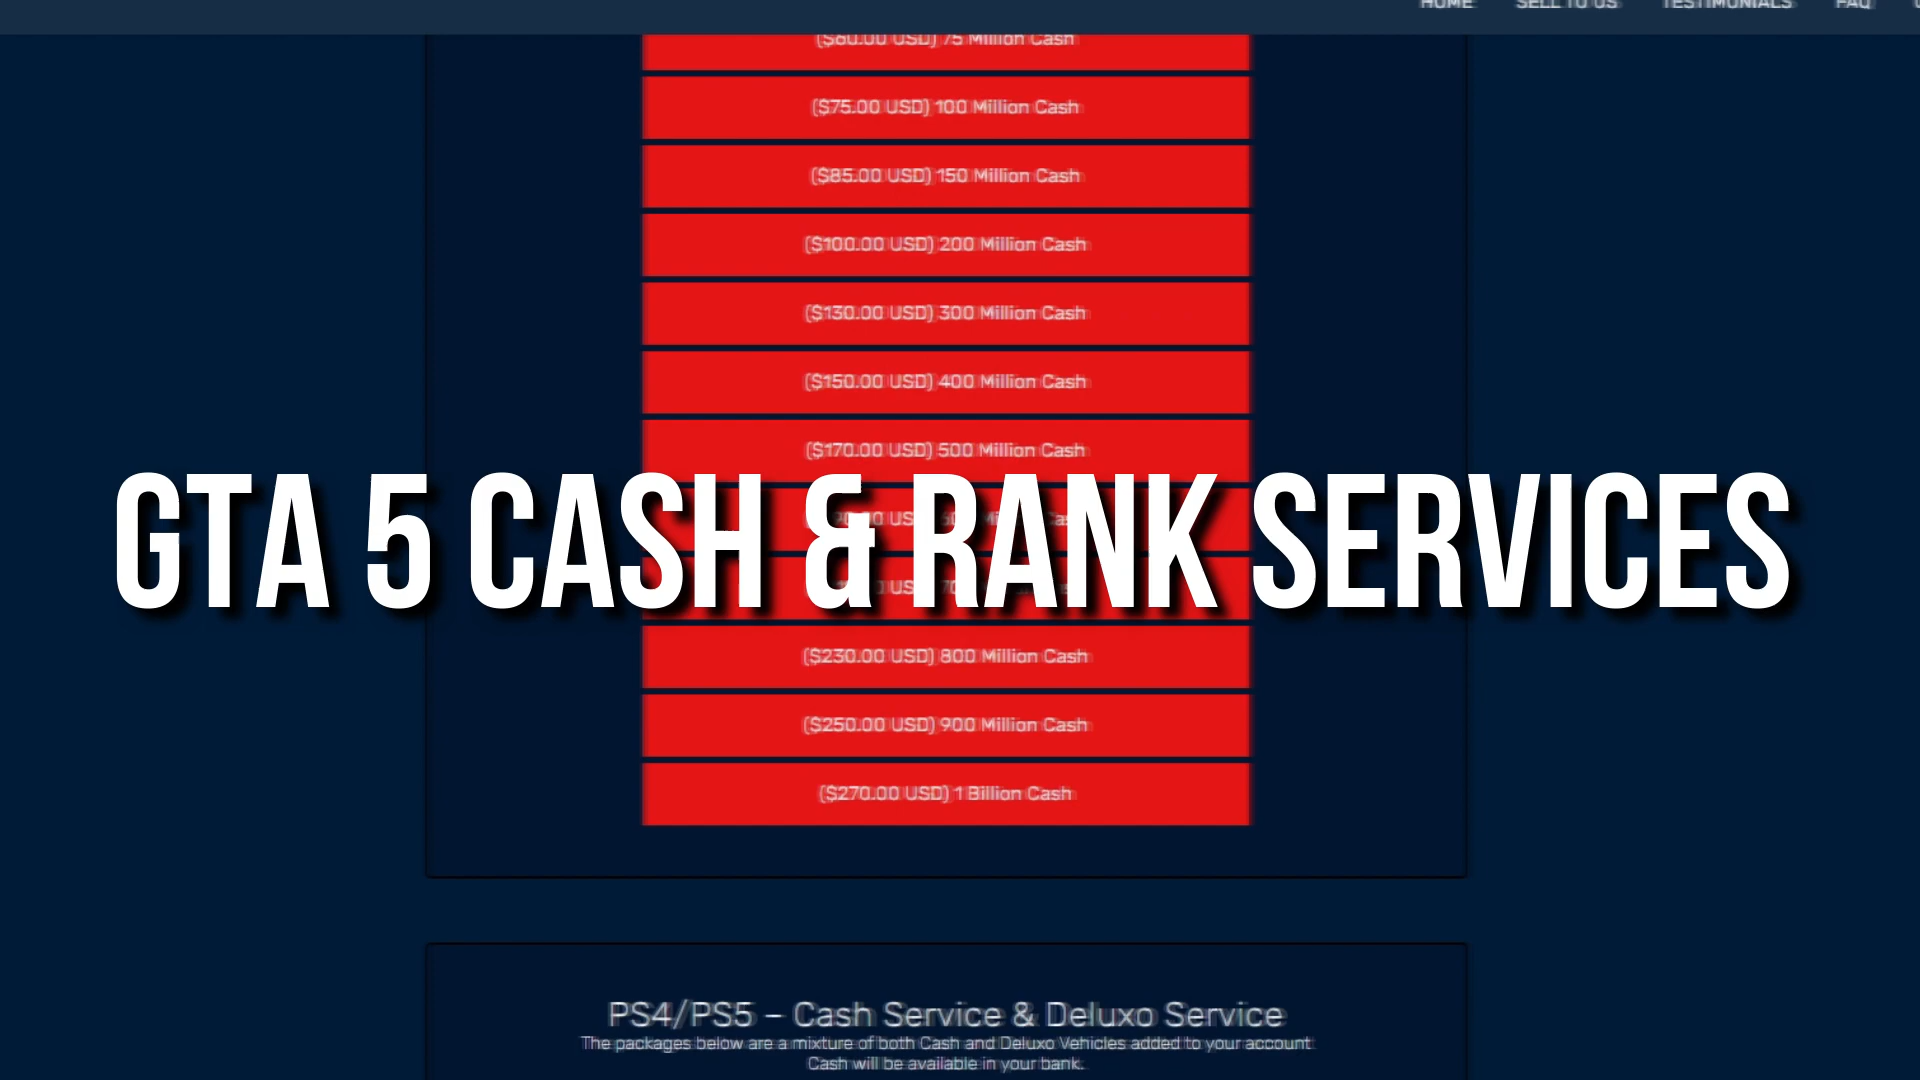 HOME SELL TO US TESTIMONIALS FAQ
($60.00 USD) 75 Million Cash
($75.00 USD) 100 Million Cash
($85.00 USD) 150 Million Cash
($100.00 USD) 200 Million Cash
($130.00 USD) 300 Million Cash
($150.00 USD) 400 Million Cash
($170.00 USD) 500 Million Cash
GTA 5 CASH & RANK SERVICES
($230.00 USD) 800 Million Cash
($250.00 USD) 900 Million Cash
($270.00 USD) 1 Billion Cash
PS4/PS5 – Cash Service & Deluxo Service
The packages below are a mixture of both Cash and Deluxo Vehicles added to your account
Cash will be available in your bank.